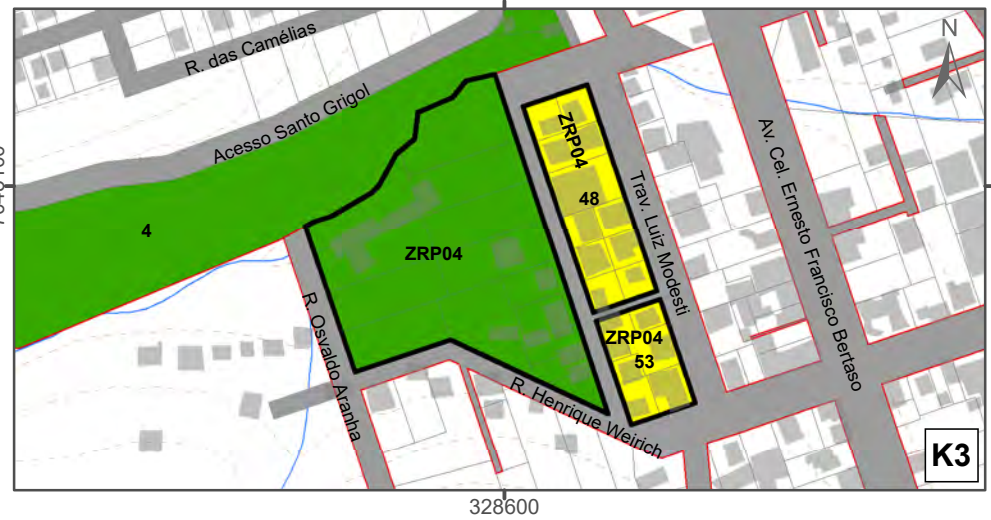 R. das Camélias
N
Acesso Santo Grigol
ZRP04
48
Av. Cel. Ernesto Francisco Bertaso
Trav. Luiz Modesti
4
ZRP04
R. Osvaldo Aranha
ZRP04
53
R. Henrique Weirich
K3
328600